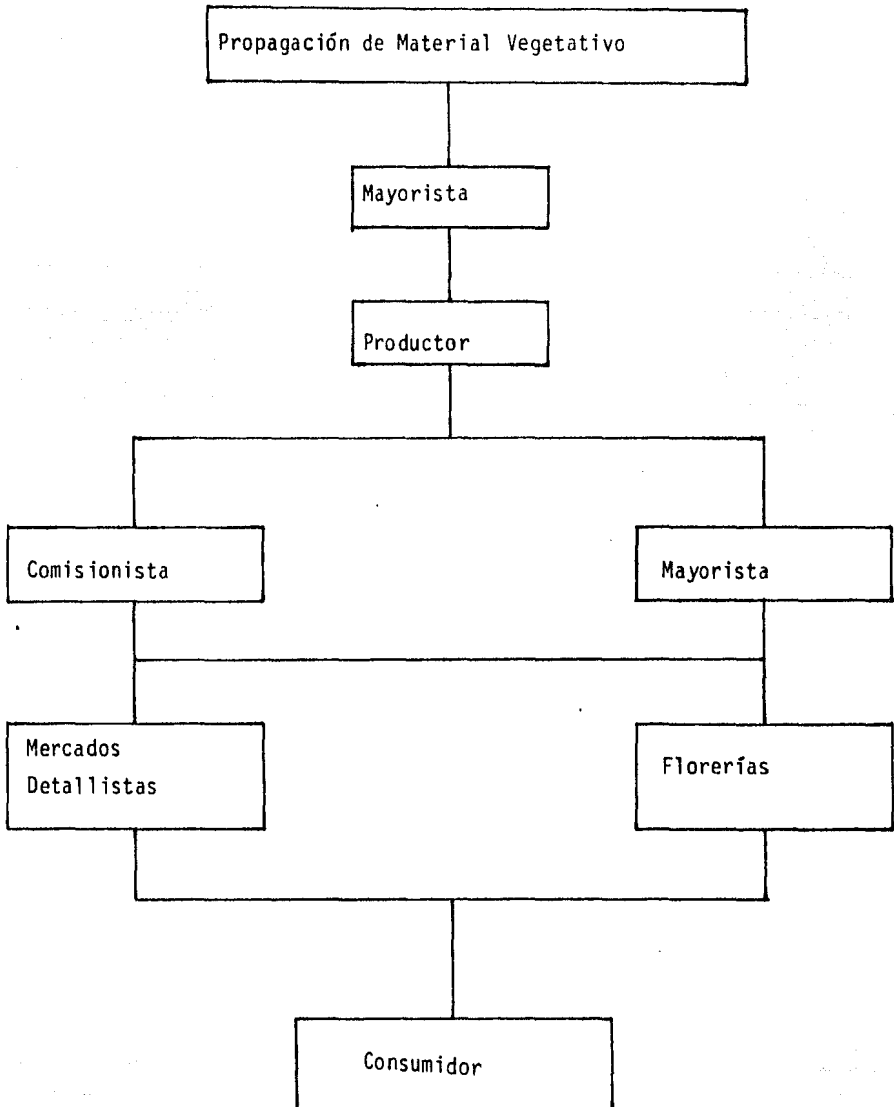 Propagación de Material Vegetativo
Mayorista
Productor
Comisionista
Mayorista
Mercados
Detallistas
Florerías
Consumidor